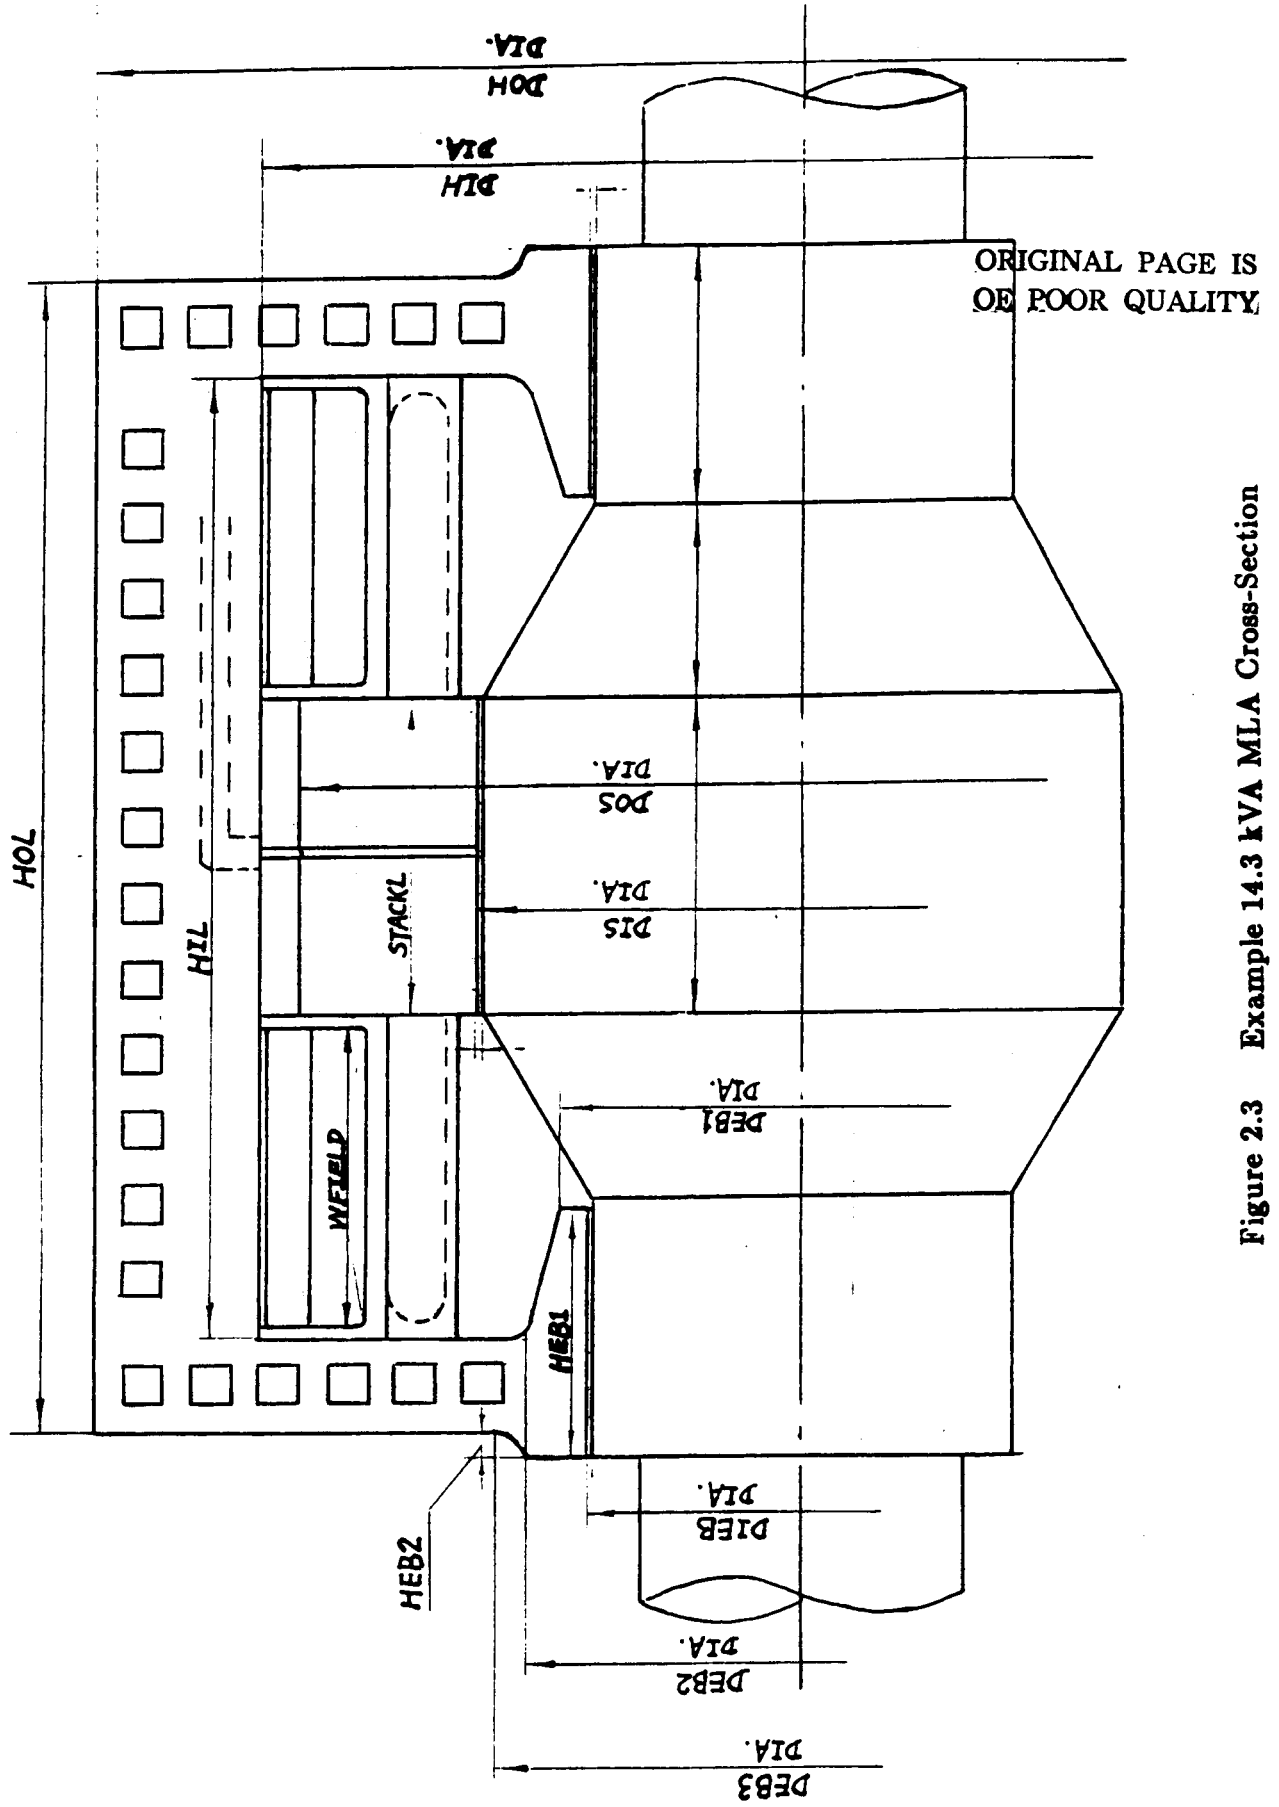 DOH
DIA.
DIH
DIA.
ORIGINAL PAGE IS
OE POOR QUALITY
HOL
HIL
STACKL
DOS
DIA.
DIS
DIA.
WFIELD
DEB1
DIA.
HEB1
HEB2
DIEB
DIA.
DEB2
DIA.
DEB3
DIA.
Figure 2.3 Example 14.3 kVA MLA Cross-Section